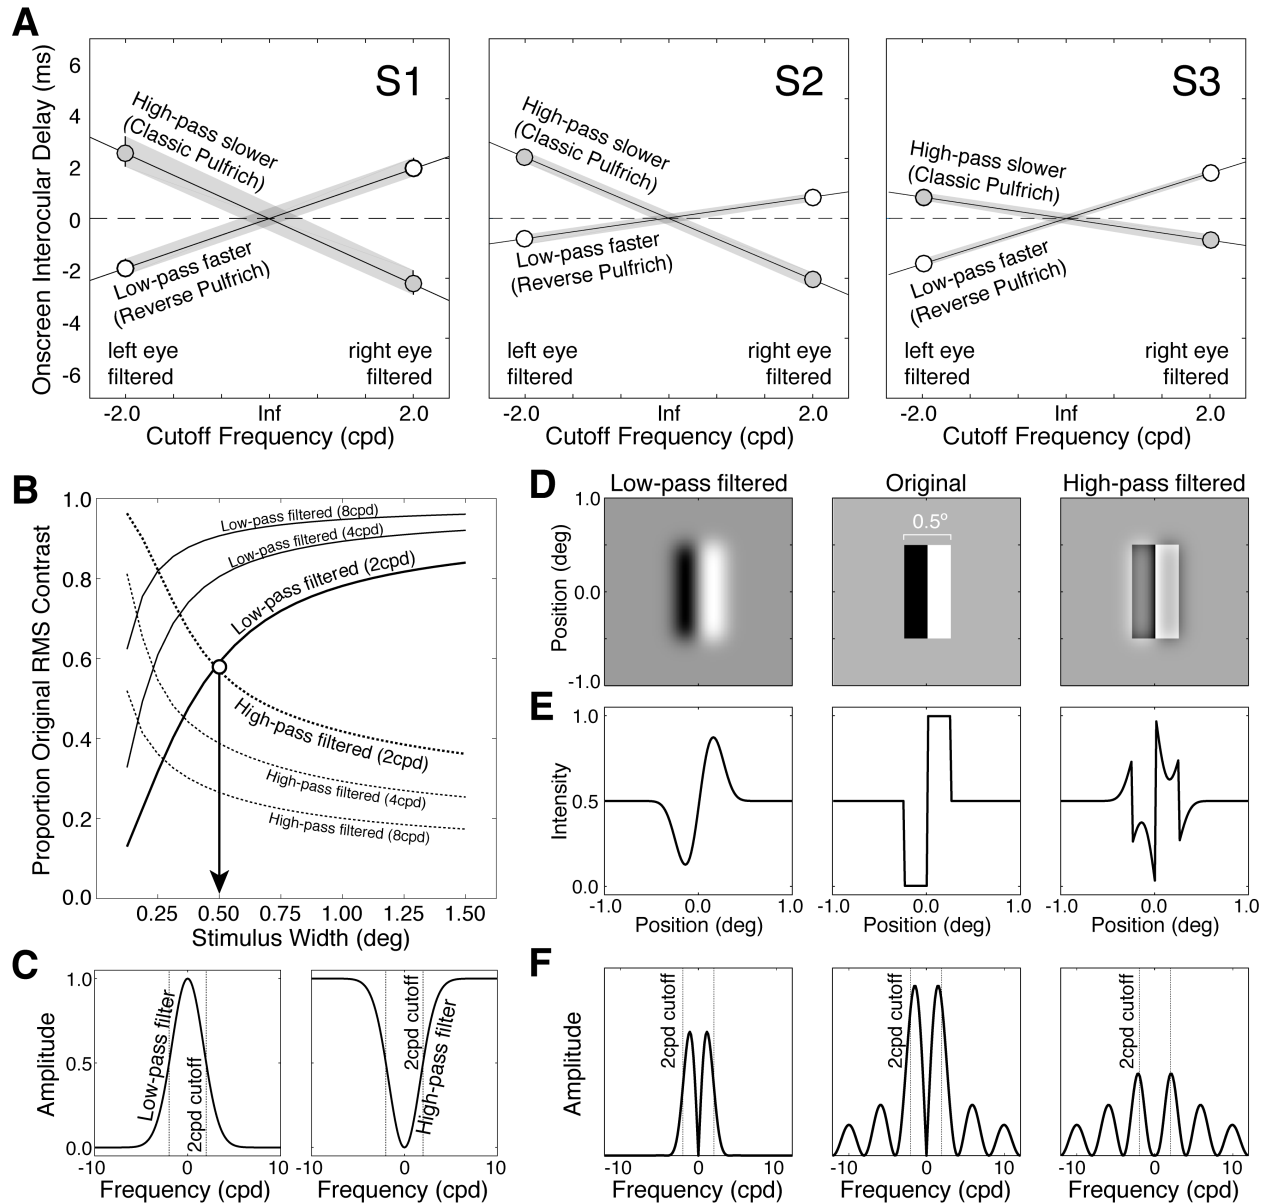 A
Onscreen Interocular Delay (ms)
6
4
2
0
-2
-4
-6
S1
High-pass slower
(Classic Pulfrich)
Low-pass faster
(Reverse Pulfrich)
left eye
filtered
right eye
filtered
-2.0 Inf 2.0
Cutoff Frequency (cpd)
S2
High-pass slower
(Classic Pulfrich)
Low-pass faster
(Reverse Pulfrich)
left eye
filtered
right eye
filtered
-2.0 Inf 2.0
Cutoff Frequency (cpd)
S3
High-pass slower
(Classic Pulfrich)
Low-pass faster
(Reverse Pulfrich)
left eye
filtered
right eye
filtered
-2.0 Inf 2.0
Cutoff Frequency (cpd)
B
Proportion Original RMS Contrast
1.0
0.8
0.6
0.4
0.2
0.0
Low-pass filtered (8cpd)
Low-pass filtered (4cpd)
Low-pass filtered (2cpd)
High-pass filtered (2cpd)
High-pass filtered (4cpd)
High-pass filtered (8cpd)
0.25 0.50 0.75 1.00 1.25 1.50
Stimulus Width (deg)
C
Amplitude
1.0
0.5
0.0
Low-pass filter
2cpd cutoff
-10 0 10
Frequency (cpd)
2cpd cutoff
High-pass filter
-10 0 10
Frequency (cpd)
D
Low-pass filtered
Original
High-pass filtered
Position (deg)
1.0
0.0
-1.0
0.5º
E
Intensity
1.0
0.5
0.0
-1.0 0.0 1.0
Position (deg)
-1.0 0.0 1.0
Position (deg)
-1.0 0.0 1.0
Position (deg)
F
Amplitude
2cpd cutoff
-10 0 10
Frequency (cpd)
2cpd cutoff
-10 0 10
Frequency (cpd)
2cpd cutoff
-10 0 10
Frequency (cpd)